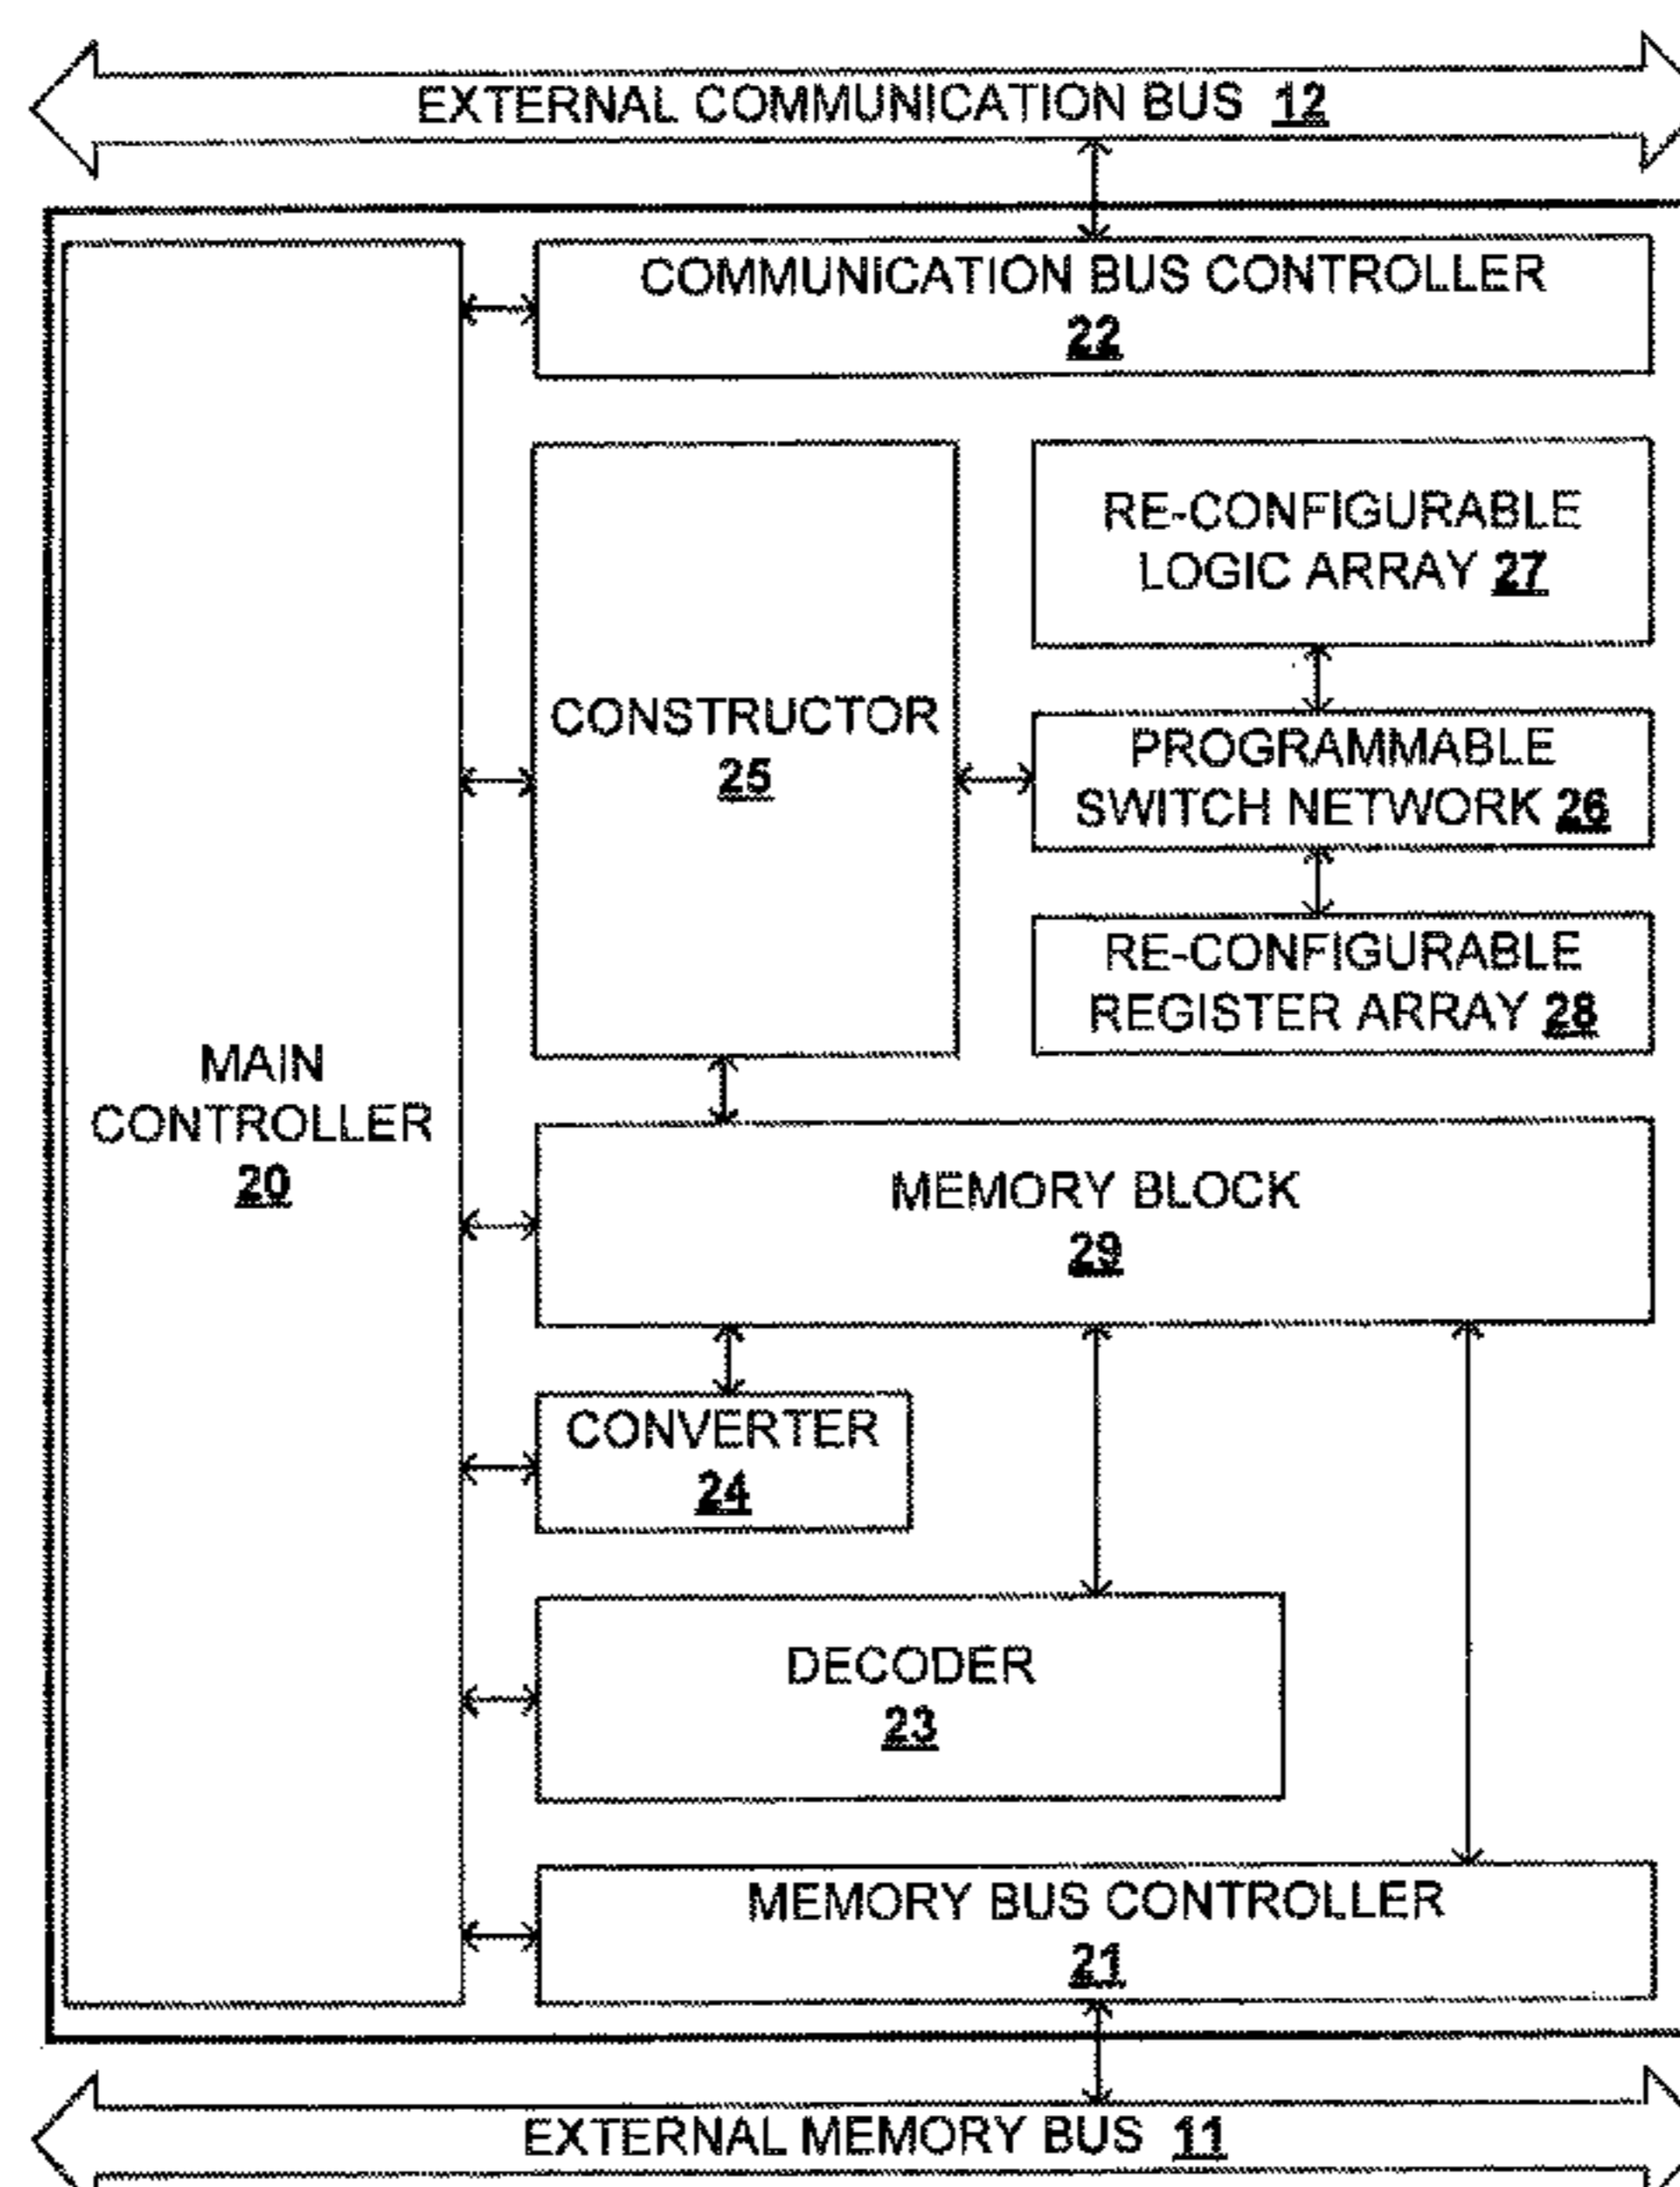 EXTERNAL COMMUNICATION BUS 12
COMMUNICATION BUS CONTROLLER
22
RE-CONFIGURABLE
LOGIC ARRAY 27
CONSTRUCTOR
25
PROGRAMMABLE
SWITCH NETWORK 26
RE-CONFIGURABLE
REGISTER ARRAY 28
MAIN
CONTROLLER
20
MEMORY BLOCK
29
CONVERTER
24
DECODER
23
MEMORY BUS CONTROLLER
21
EXTERNAL MEMORY BUS 11